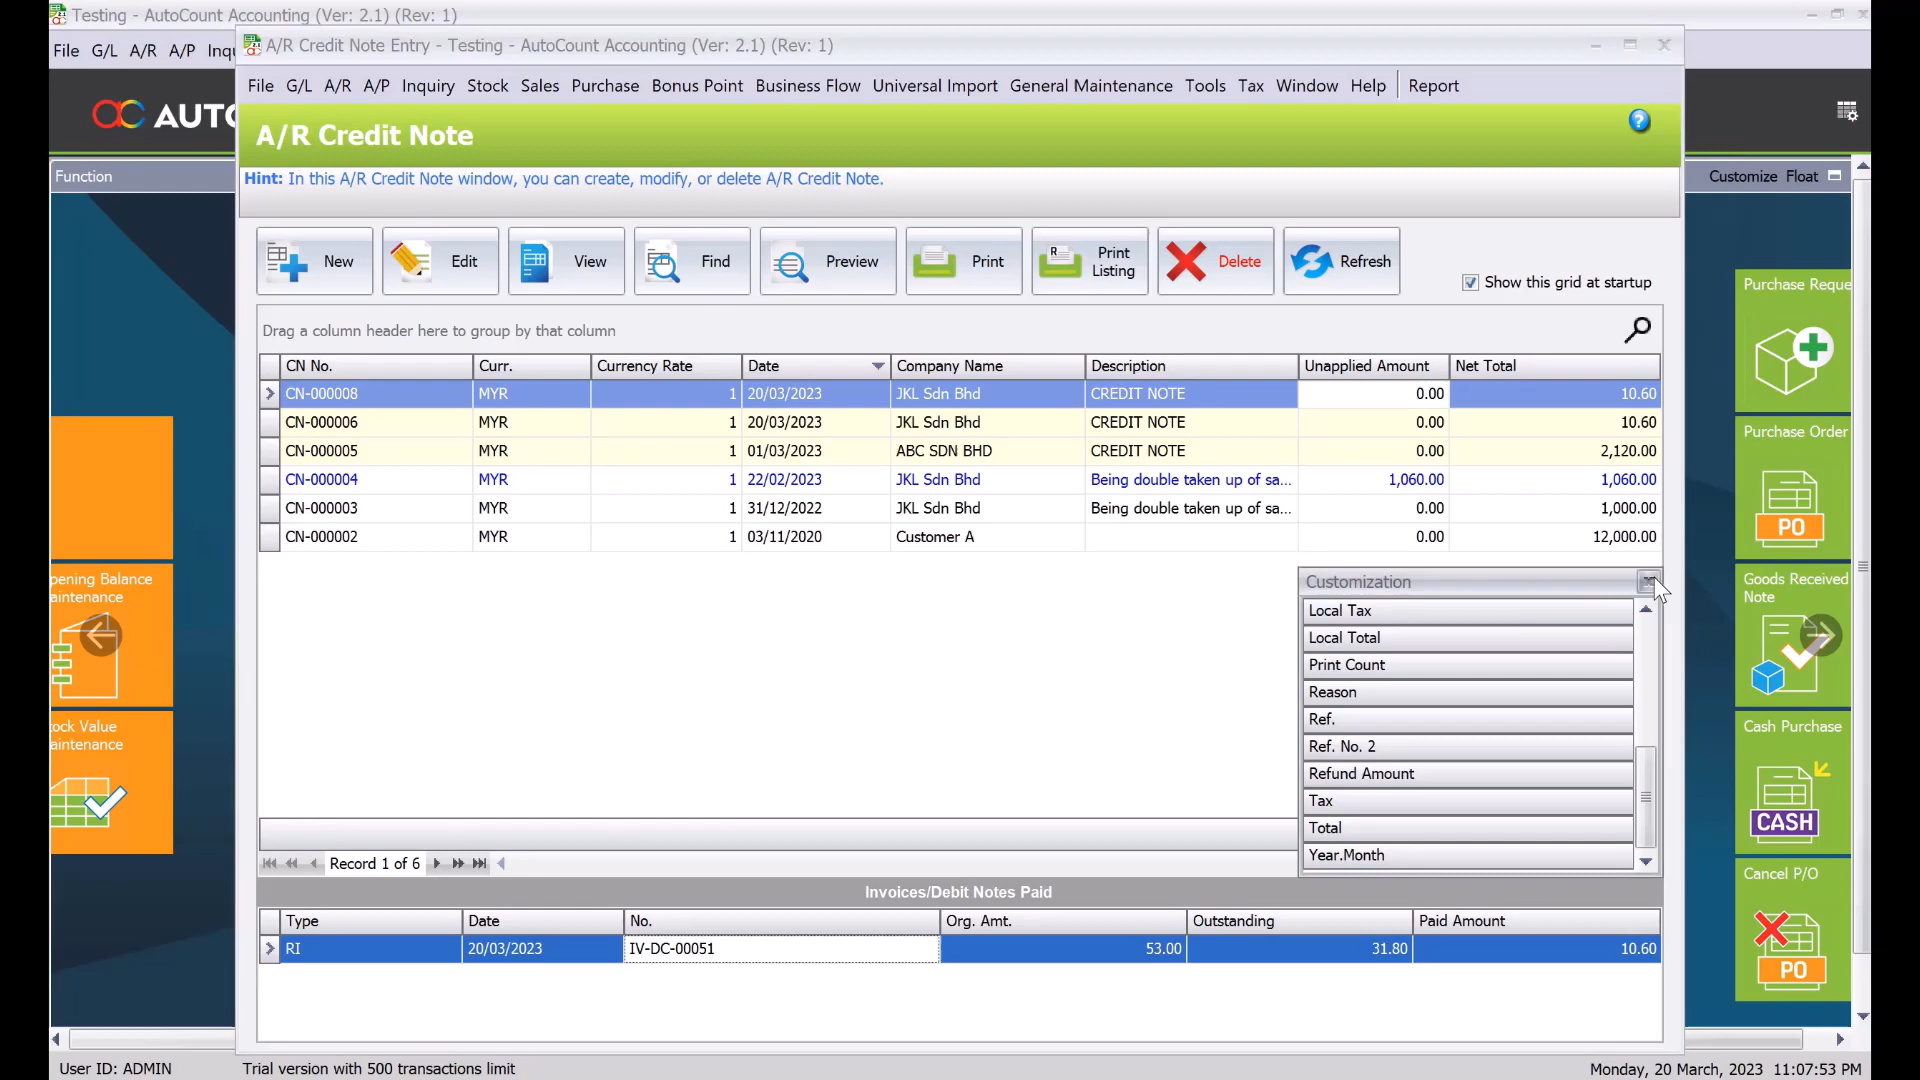 Testing - AutoCount Accounting (Ver: 2.1) (Rev: 1)
File G/L A/R A/P
A/R Credit Note Entry - Testing - AutoCount Accounting (Ver: 2.1) (Rev: 1)
File G/L A/R A/P Inquiry Stock Sales Purchase Bonus Point Business Flow Universal Import General Maintenance Tools Tax Window Help Report
A/R Credit Note
?
Hint: In this A/R Credit Note window, you can create, modify, or delete A/R Credit Note.
Function
Customize Float
New
Edit
View
Find
Preview
Print
R
Print
Listing
Delete
Refresh
Show this grid at startup
Drag a column header here to group by that column
CN No. Curr. Currency Rate Date Company Name Description Unapplied Amount Net Total
CN-000008 MYR 1 20/03/2023 JKL Sdn Bhd CREDIT NOTE 0.00 10.60
CN-000006 MYR 1 20/03/2023 JKL Sdn Bhd CREDIT NOTE 0.00 10.60
CN-000005 MYR 1 01/03/2023 ABC SDN BHD CREDIT NOTE 0.00 2,120.00
CN-000004 MYR 1 22/02/2023 JKL Sdn Bhd Being double taken up of sa... 1,060.00 1,060.00
CN-000003 MYR 1 31/12/2022 JKL Sdn Bhd Being double taken up of sa... 0.00 1,000.00
CN-000002 MYR 1 03/11/2020 Customer A 0.00 12,000.00
Customization
Local Tax
Local Total
Print Count
Reason
Ref.
Ref. No. 2
Refund Amount
Tax
Total
Year.Month
Record 1 of 6
Invoices/Debit Notes Paid
Type Date No. Org. Amt. Outstanding Paid Amount
RI 20/03/2023 IV-DC-00051 53.00 31.80 10.60
pening Balance
aintenance
tock Value
aintenance
Purchase Reque
Purchase Order
PO
Goods Received
Note
Cash Purchase
CASH
Cancel P/O
PO
User ID: ADMIN
Trial version with 500 transactions limit
Monday, 20 March, 2023 11:07:53 PM